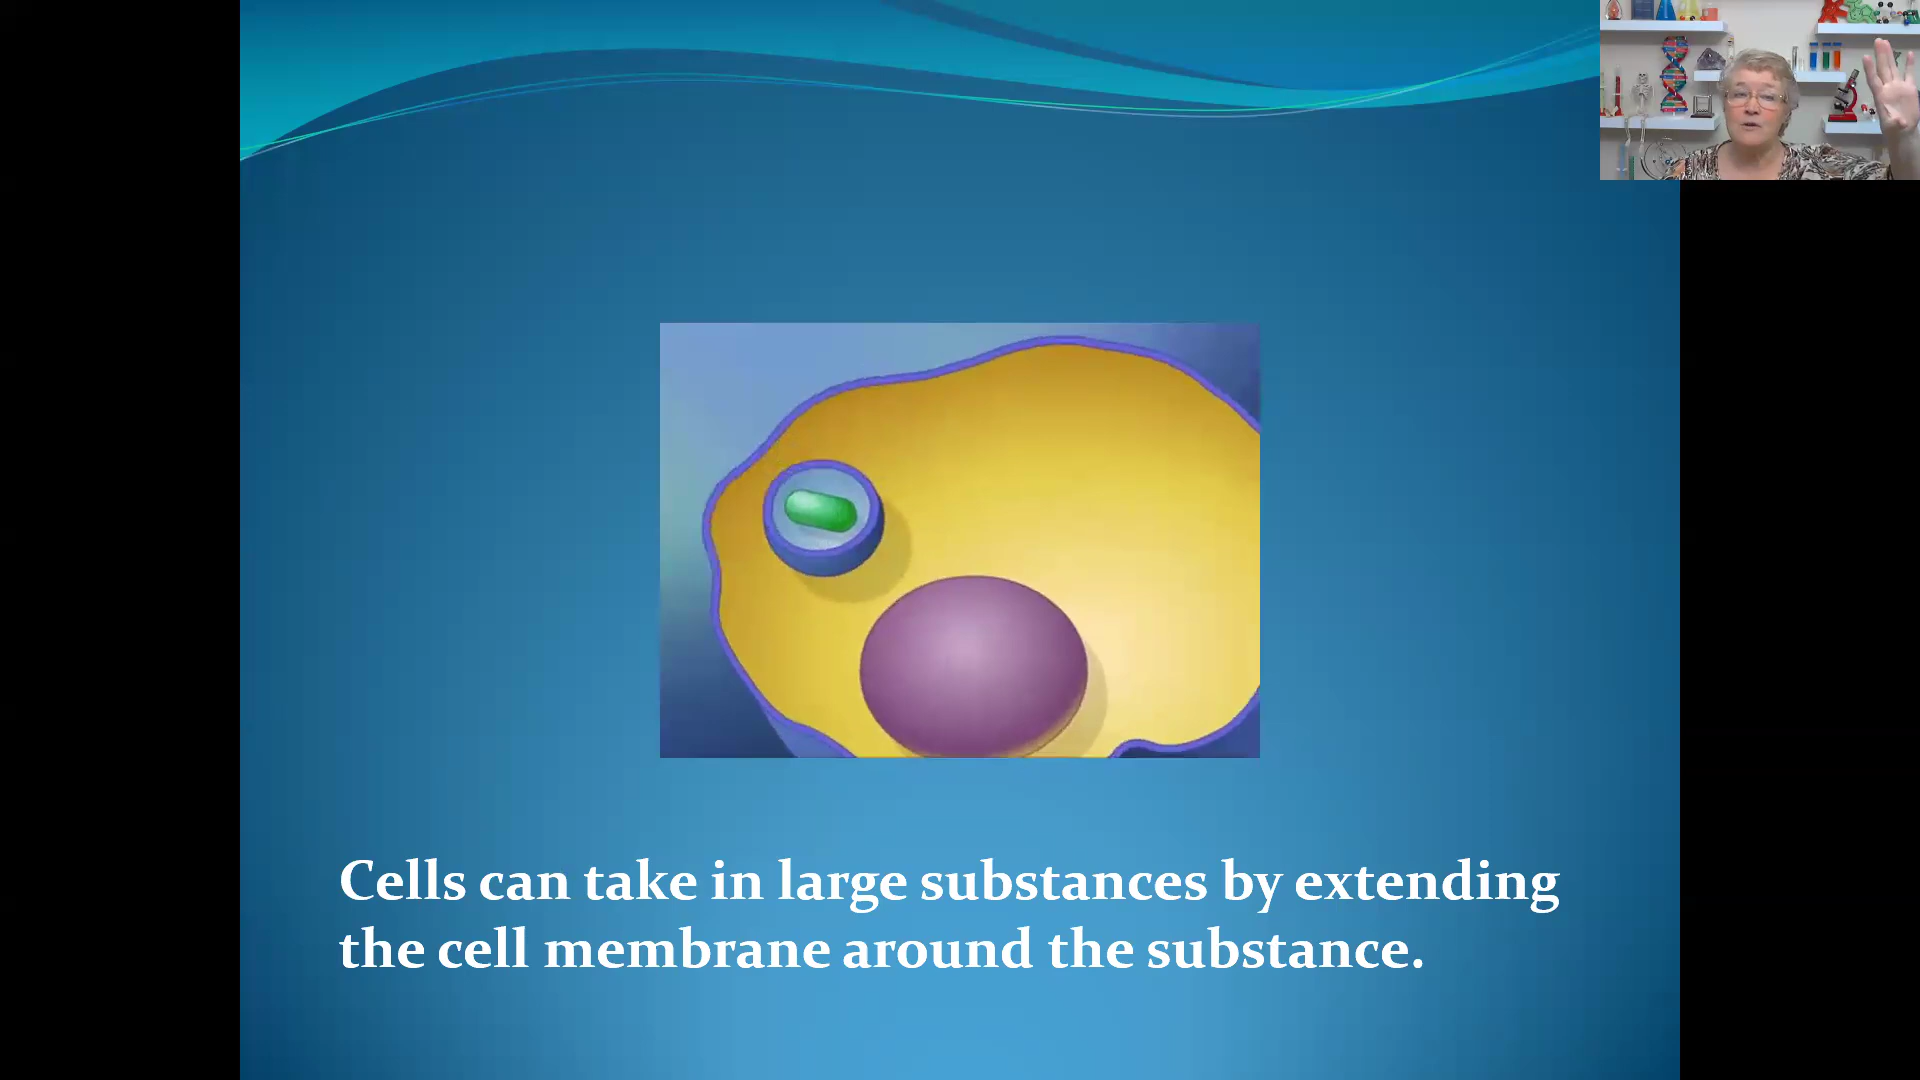 Cells can take in large substances by extending
the cell membrane around the substance.